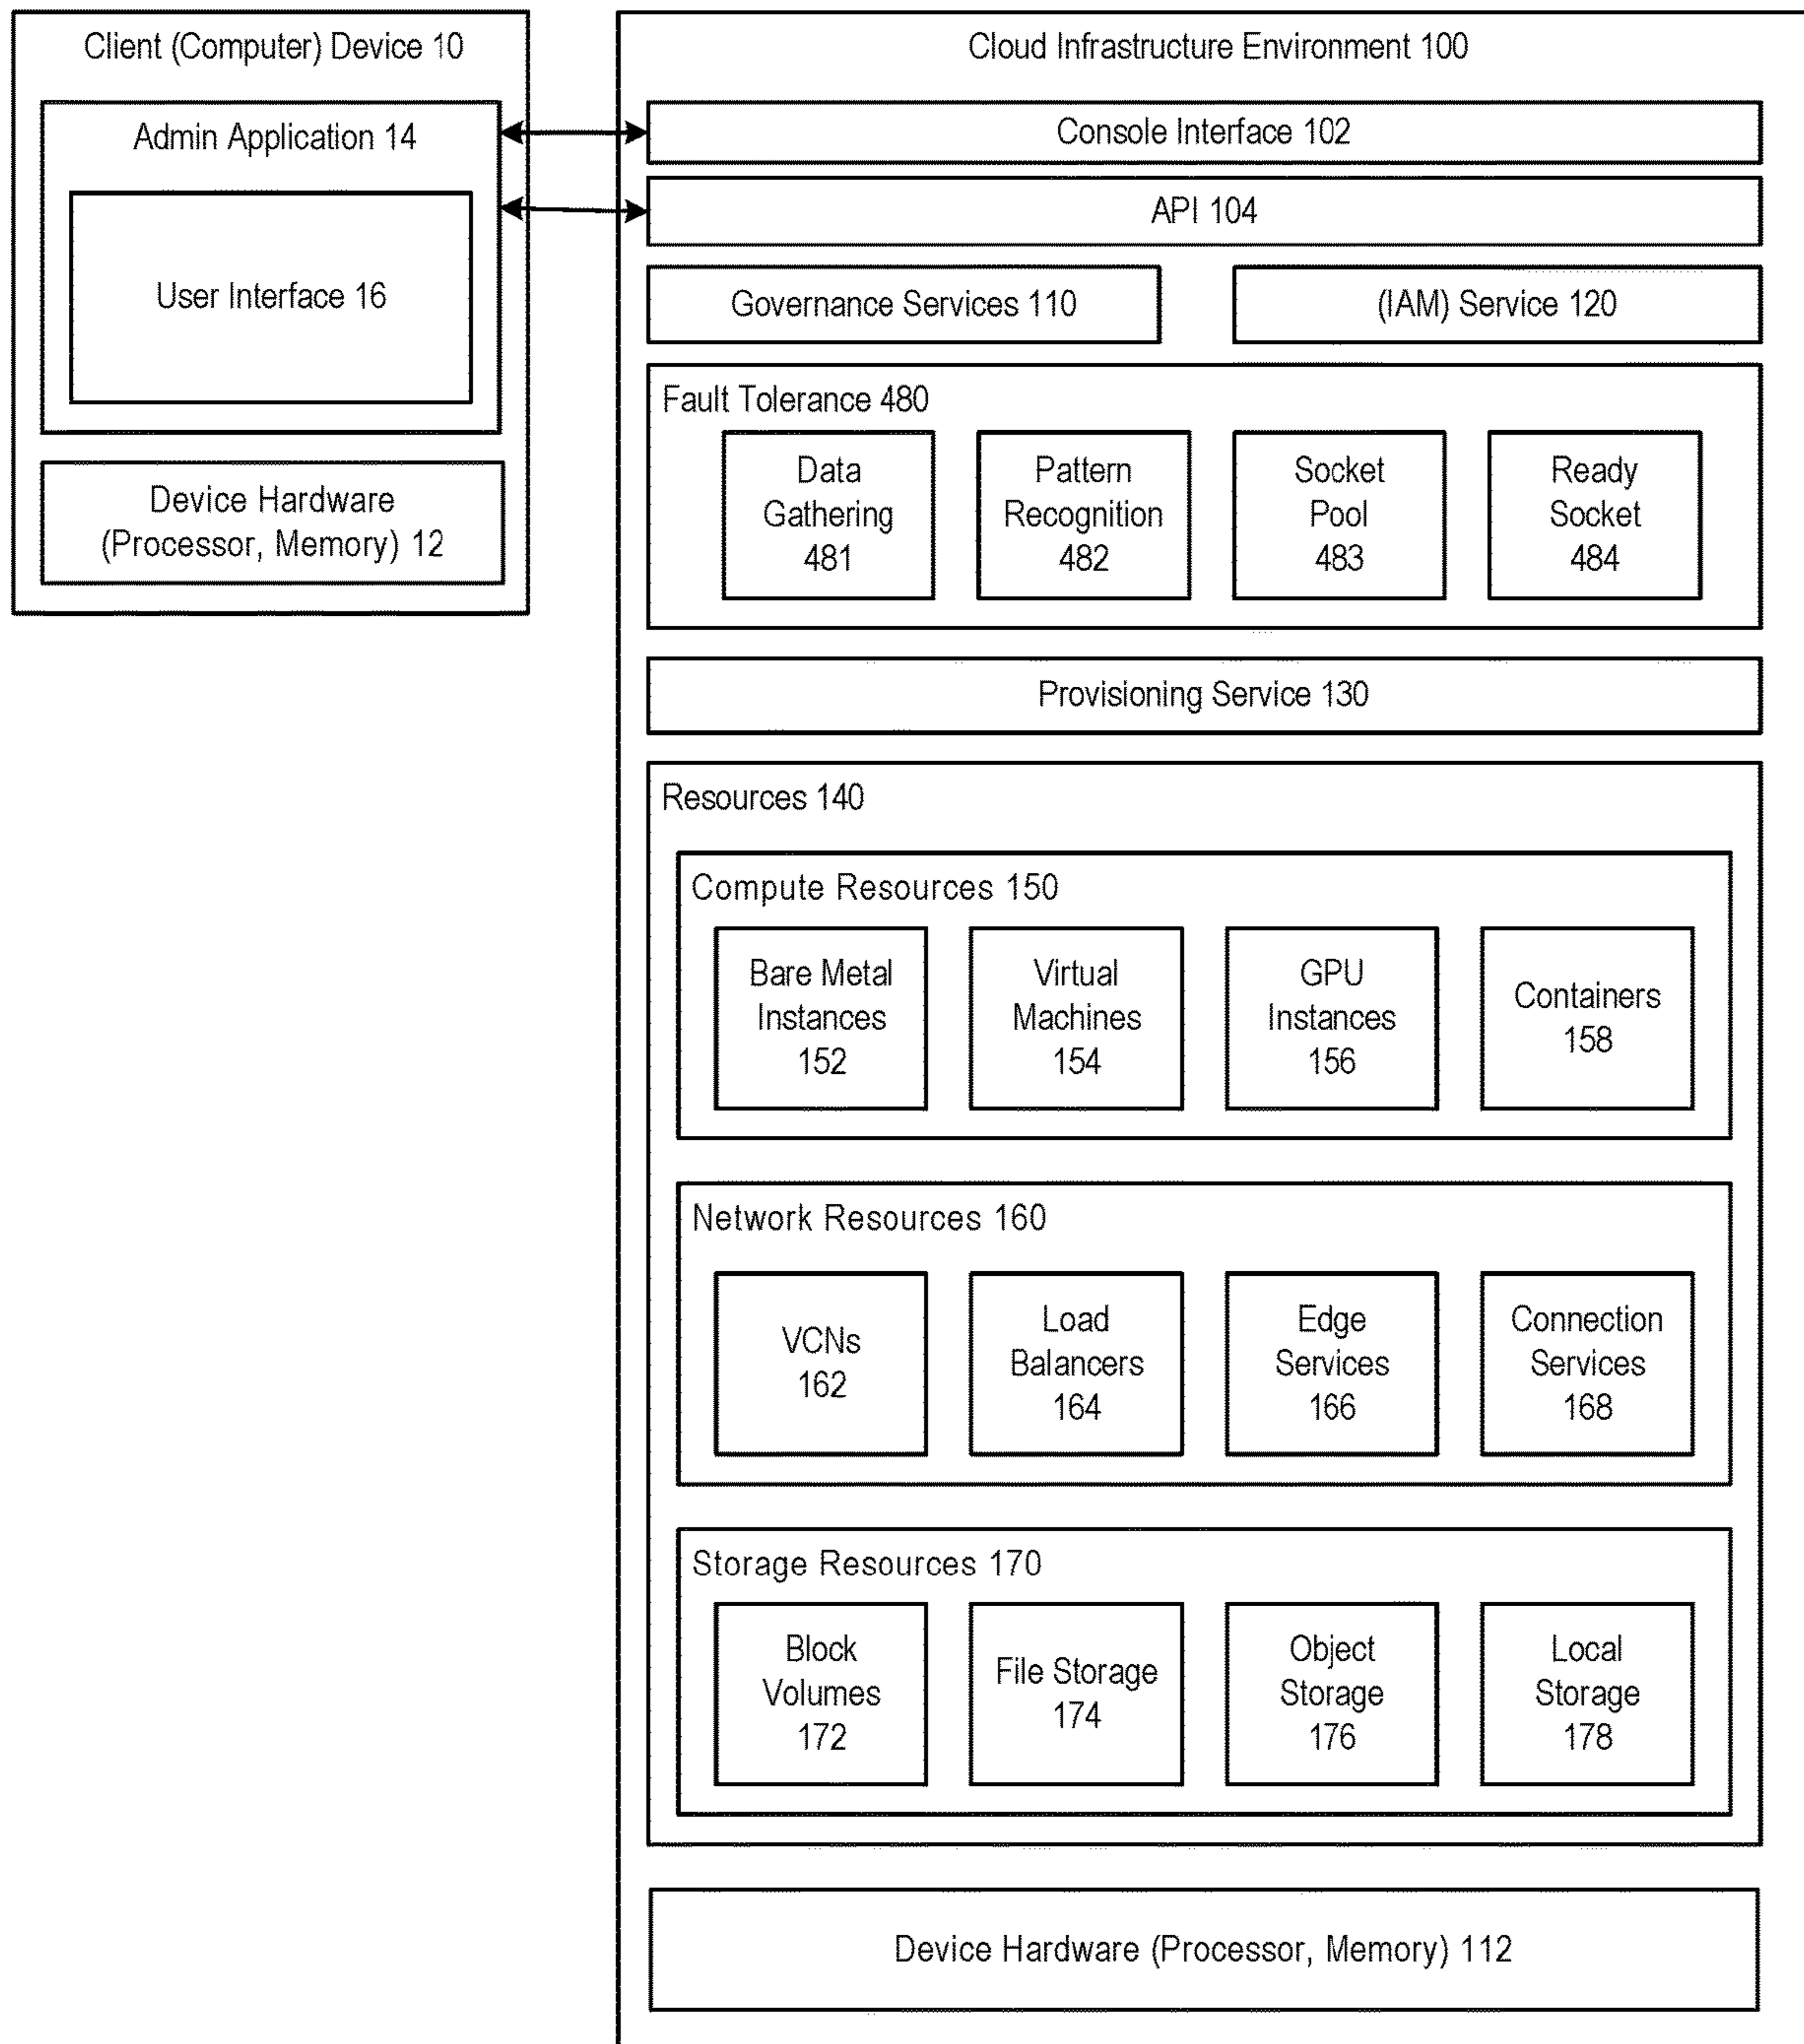 Client (Computer) Device 10
Admin Application 14
User Interface 16
Device Hardware
(Processor, Memory) 12
Cloud Infrastructure Environment 100
Console Interface 102
API 104
Governance Services 110
(IAM) Service 120
Fault Tolerance 480
Data
Gathering
481
Pattern
Recognition
482
Socket
Pool
483
Ready
Socket
484
Provisioning Service 130
Resources 140
Compute Resources 150
Bare Metal
Instances
152
Virtual
Machines
154
GPU
Instances
156
Containers
158
Network Resources 160
VCNs
162
Load
Balancers
164
Edge
Services
166
Connection
Services
168
Storage Resources 170
Block
Volumes
172
File Storage
174
Object
Storage
176
Local
Storage
178
Device Hardware (Processor, Memory) 112